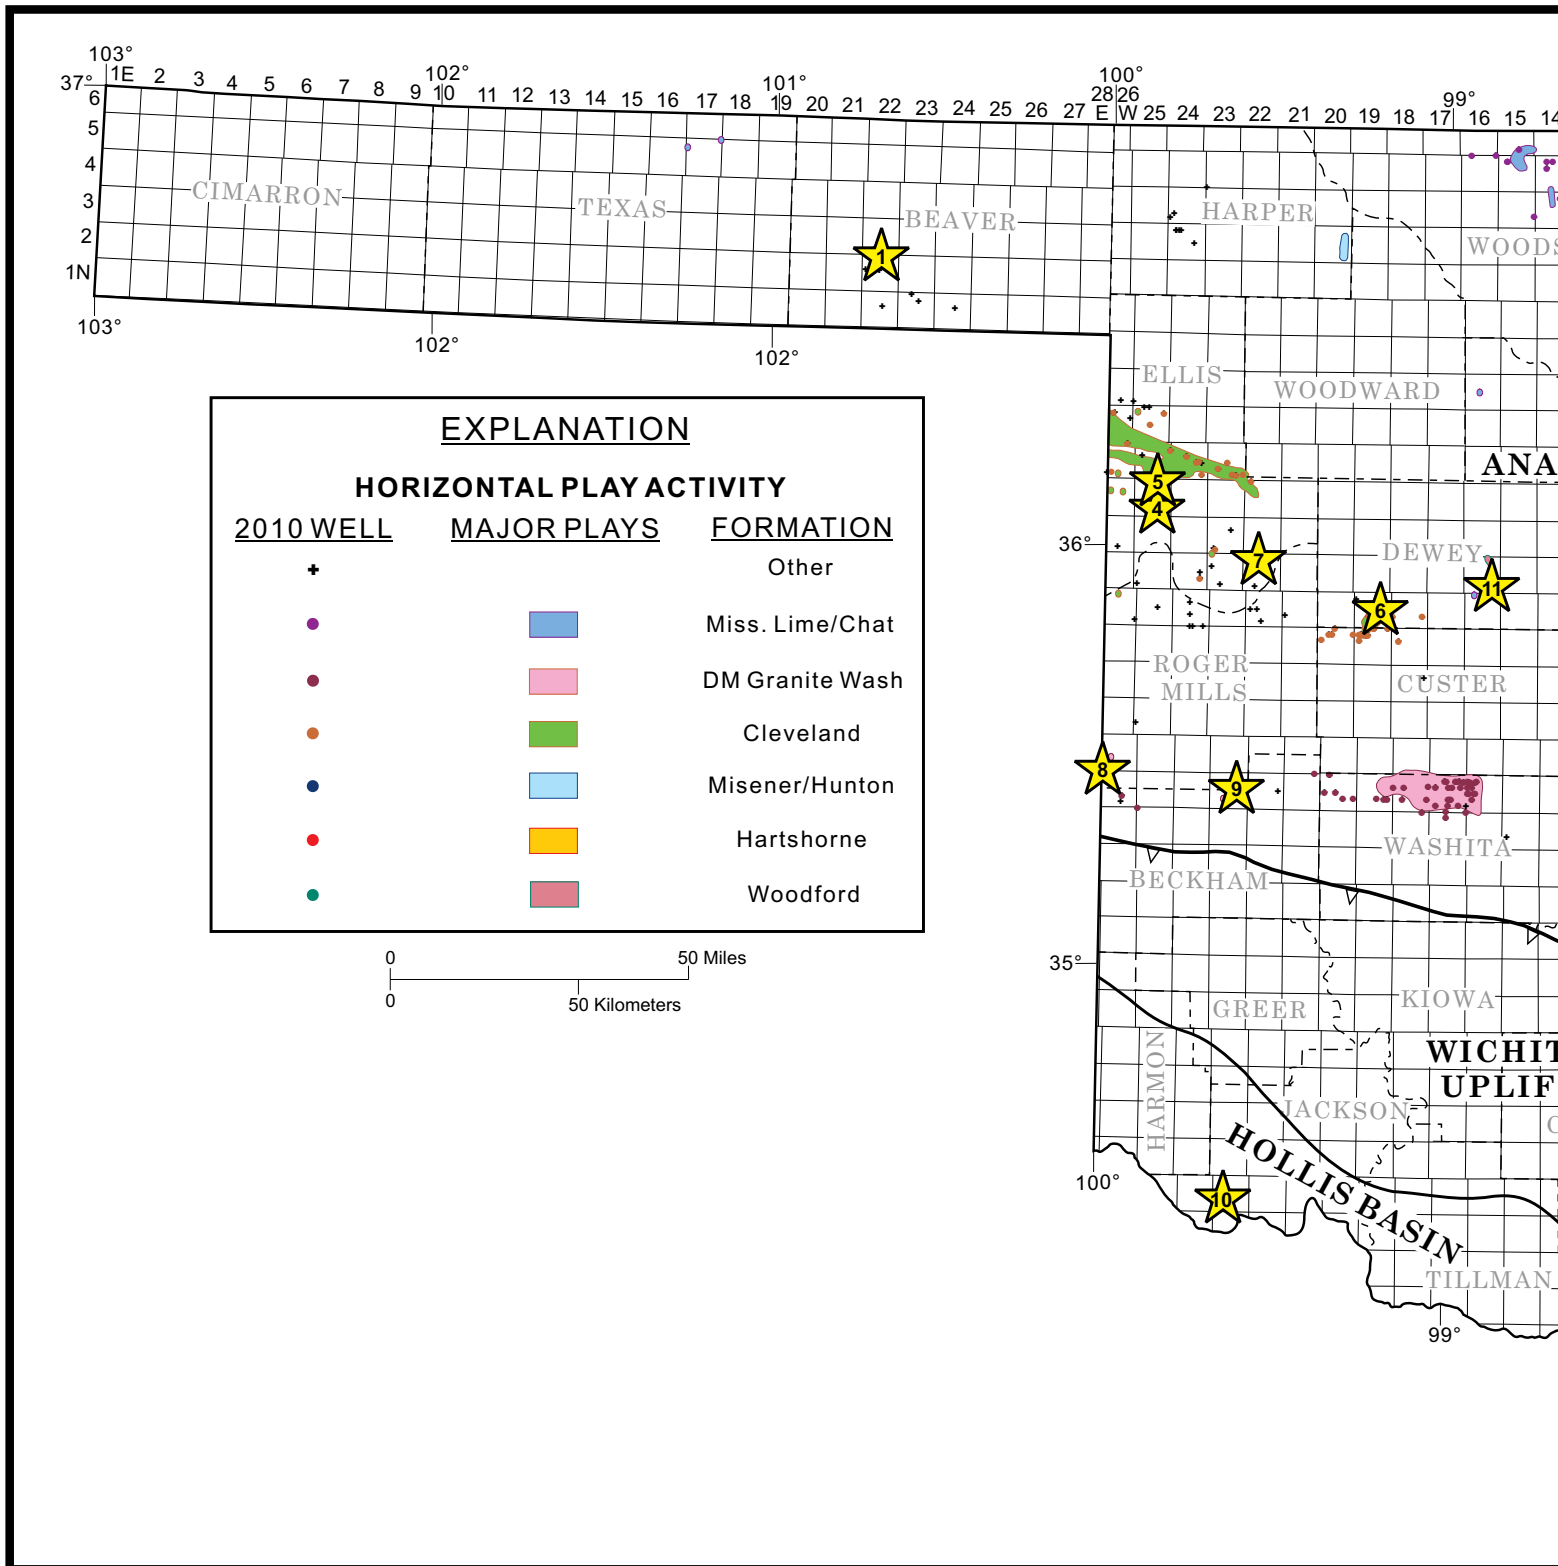 103° 102° 101° 100° 99°
37° 1E 2 3 4 5 6 7 8 9 10 11 12 13 14 15 16 17 18 19 20 21 22 23 24 25 26 27 28 E 26 W 25 24 23 22 21 20 19 18 17 16 15 14
6
5
4
3
2
1N
CIMARRON TEXAS BEAVER HARPER WOODS
1
103° 102° 102°
ELLIS WOODWARD
ANA
5
4
36° 7 DEWEY
6 11
ROGER
MILLS CUSTER
8 9
WASHITA
BECKHAM
35°
GREER KIOWA
HARMON
WICHIT
UPLIF
JACKSON C
HOLLIS BASIN
100° 10
TILLMAN
99°
EXPLANATION
HORIZONTAL PLAY ACTIVITY
2010 WELL MAJOR PLAYS FORMATION
Other
Miss. Lime/Chat
DM Granite Wash
Cleveland
Misener/Hunton
Hartshorne
Woodford
0 50 Miles
0 50 Kilometers